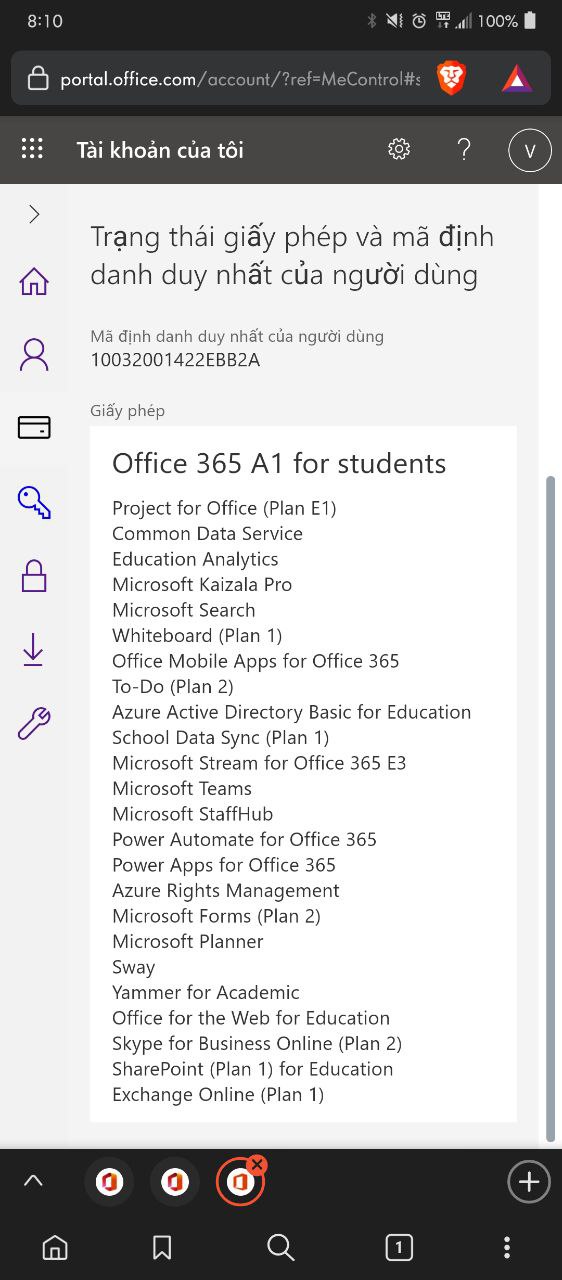 8:10
100%
portal.office.com/account/?ref=MeControl#s
Tài khoản của tôi
?
V
Trạng thái giấy phép và mã định
danh duy nhất của người dùng
Mã định danh duy nhất của người dùng
10032001422EBB2A
Giấy phép
Office 365 A1 for students
Project for Office (Plan E1)
Common Data Service
Education Analytics
Microsoft Kaizala Pro
Microsoft Search
Whiteboard (Plan 1)
Office Mobile Apps for Office 365
To-Do (Plan 2)
Azure Active Directory Basic for Education
School Data Sync (Plan 1)
Microsoft Stream for Office 365 E3
Microsoft Teams
Microsoft StaffHub
Power Automate for Office 365
Power Apps for Office 365
Azure Rights Management
Microsoft Forms (Plan 2)
Microsoft Planner
Sway
Yammer for Academic
Office for the Web for Education
Skype for Business Online (Plan 2)
SharePoint (Plan 1) for Education
Exchange Online (Plan 1)
1